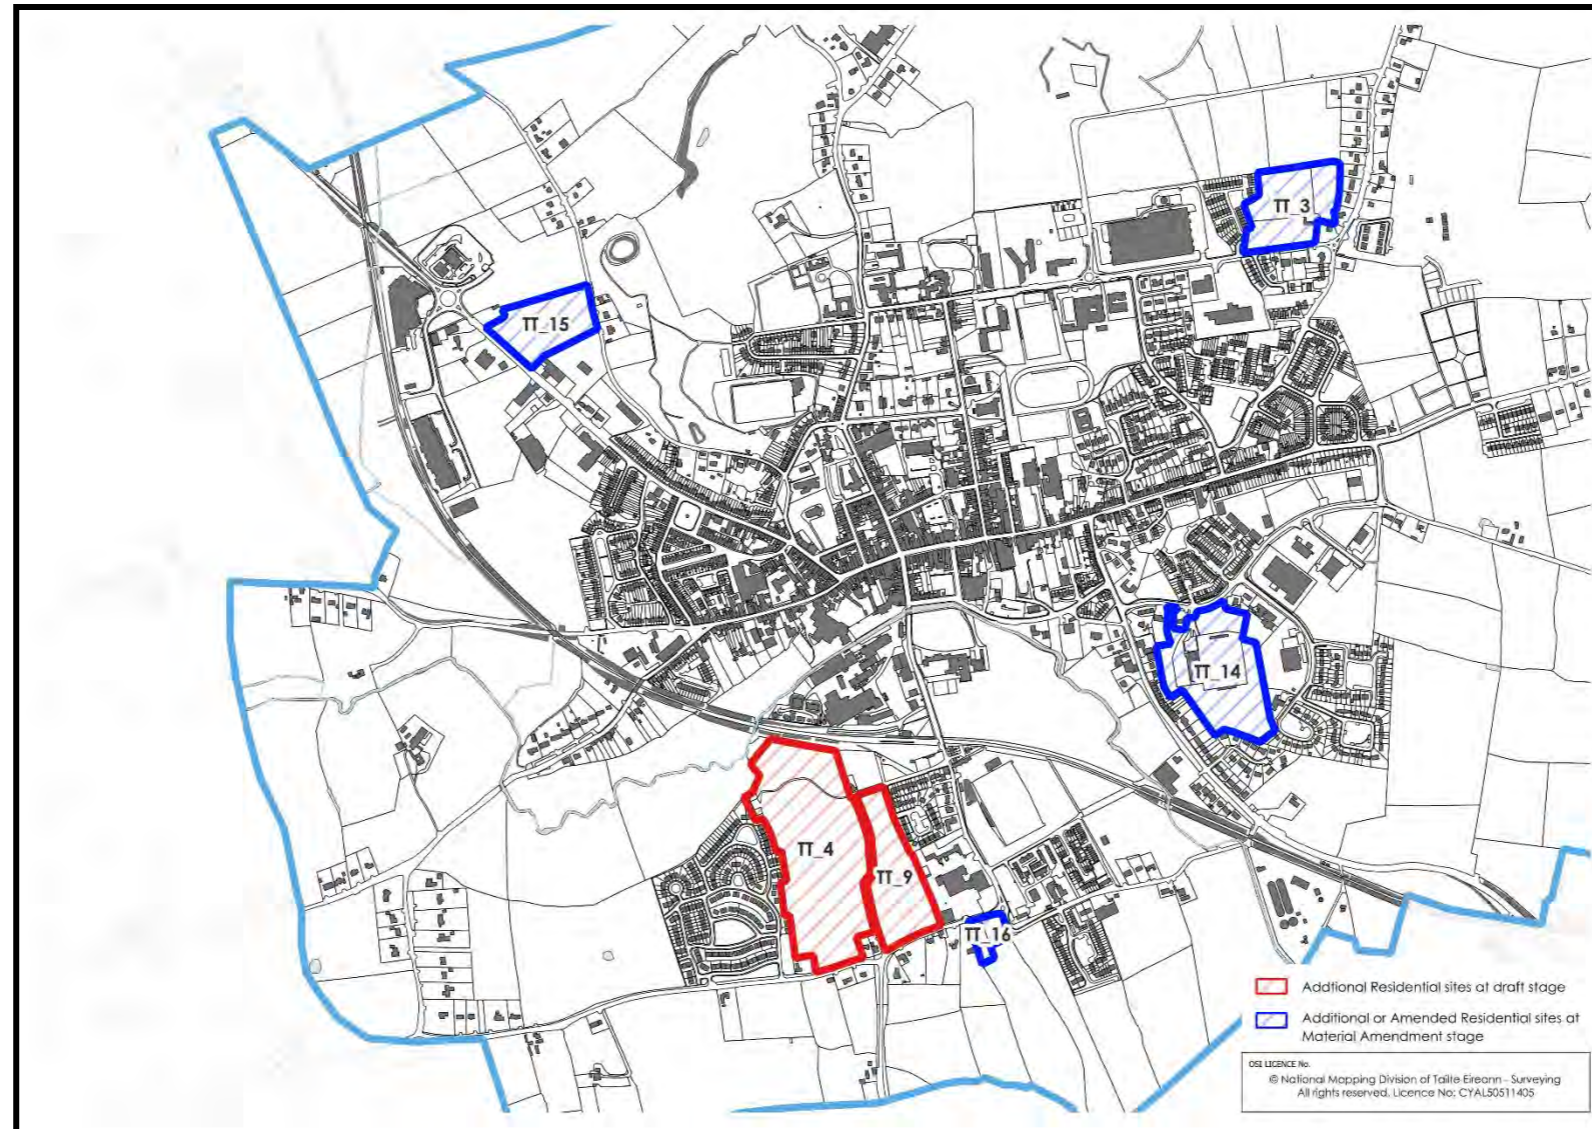 TT_3
TT_15
TT_14
TT_4
TT_9
TT_16
Addtional Residential sites at draft stage
Additional or Amended Residential sites at
Material Amendment stage
OSI LICENCE No.
© National Mapping Division of Tailte Eireann - Surveying
All rights reserved. Licence No: CYAL50511405